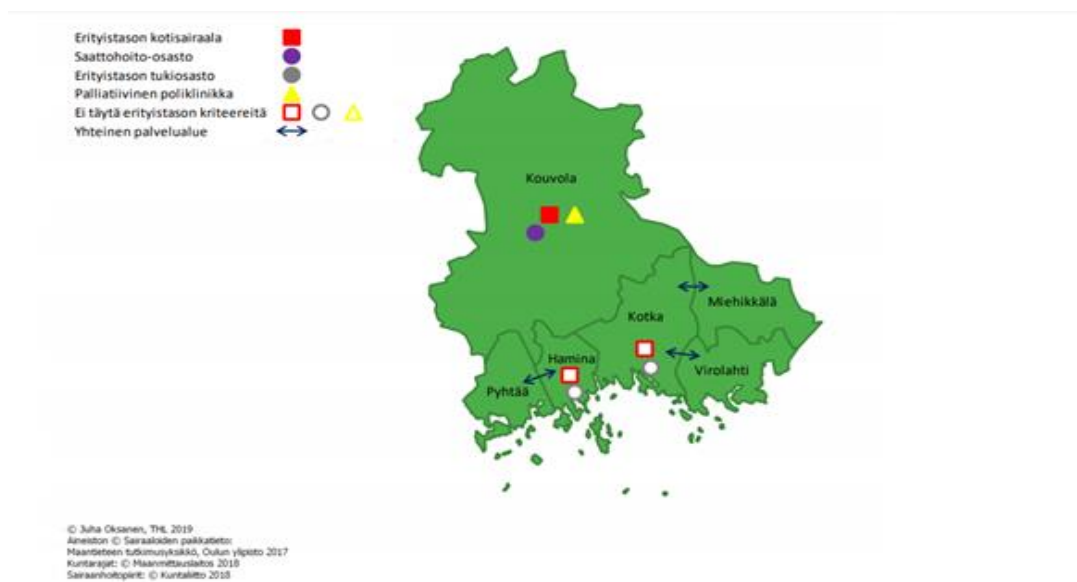 Erityistason kotisairaala
Saattohoito-osasto
Erityistason tukiosasto
Palliatiivinen poliklinikka
Ei täytä erityistason kriteereitä
Yhteinen palvelualue
Kouvola
Miehikkälä
Kotka
Hamina
Virolahti
Pyhtää
© Juha Oksanen, THL 2019
Aineiston © Sairaaloiden paikkatieto:
Maantieteen tutkimusyksikkö, Oulun yliopisto 2017
Kuntarajat: © Maanmittauslaitos 2018
Sairaanhoitopiirit: © Kuntaliitto 2018